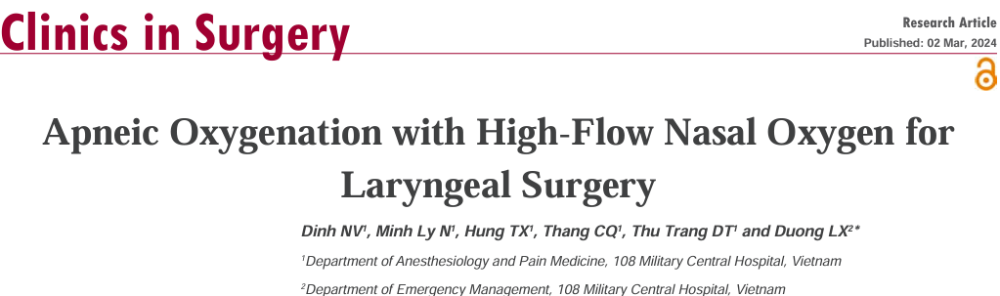 Clinics in Surgery
Research Article
Published: 02 Mar, 2024
Apneic Oxygenation with High-Flow Nasal Oxygen for
Laryngeal Surgery
Dinh NV¹, Minh Ly N¹, Hung TX¹, Thang CQ¹, Thu Trang DT¹ and Duong LX²*
¹Department of Anesthesiology and Pain Medicine, 108 Military Central Hospital, Vietnam
²Department of Emergency Management, 108 Military Central Hospital, Vietnam